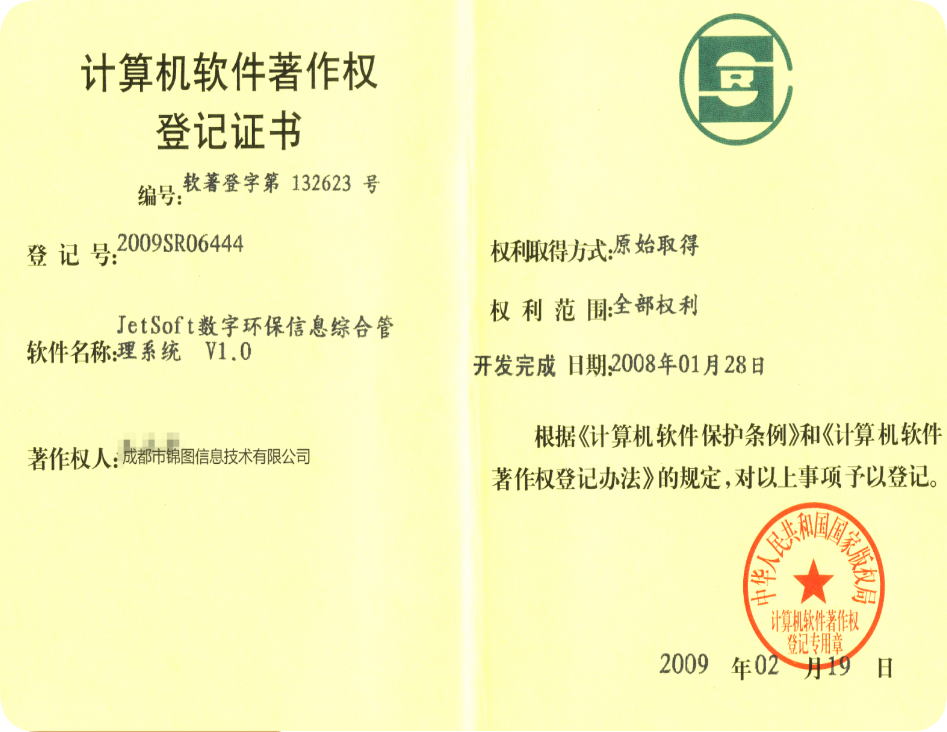 计算机软件著作权
登记证书
编号:软著登字第 132623 号
登 记 号:2009SR06444
软件名称:JetSoft数字环保信息综合管
理系统 V1.0
著作权人:成都市锦图信息技术有限公司
SR
权利取得方式:原始取得
权 利 范 围:全部权利
开发完成 日期:2008年01月28日
根据《计算机软件保护条例》和《计算机软件
著作权登记办法》的规定,对以上事项予以登记。
中华人民共和国国家版权局
计算机软件著作权
登记专用章
2009 年02 月19 日